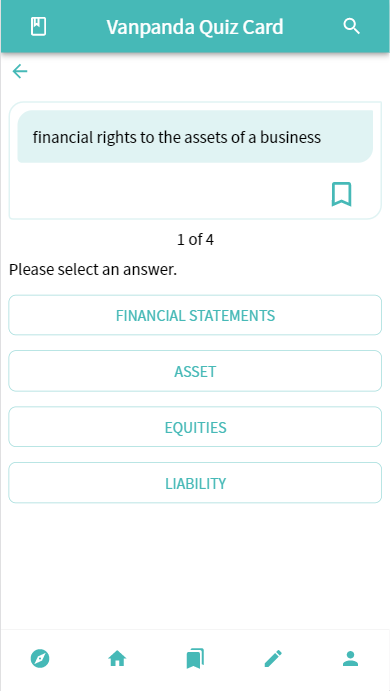 Vanpanda Quiz Card
financial rights to the assets of a business
1 of 4
Please select an answer.
FINANCIAL STATEMENTS
ASSET
EQUITIES
LIABILITY